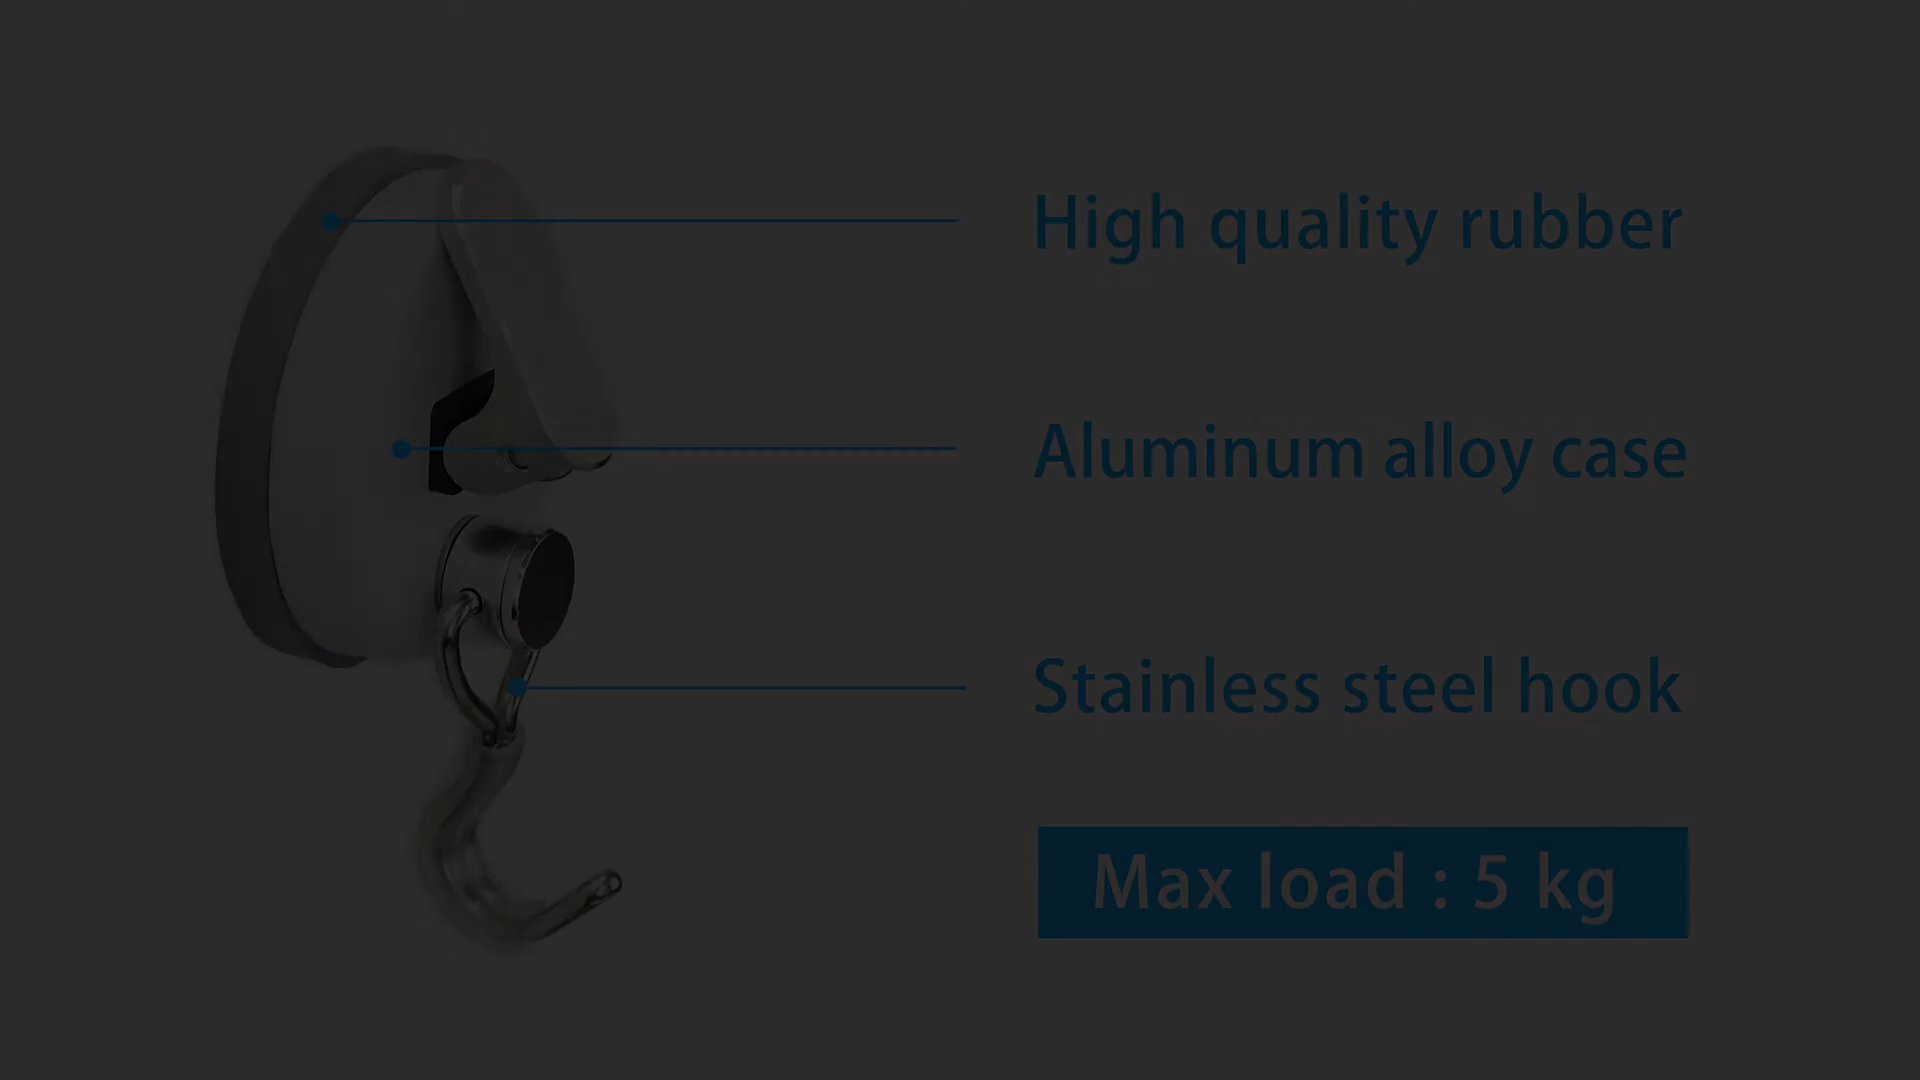 High quality rubber
Aluminum alloy case
Stainless steel hook
Max load : 5 kg